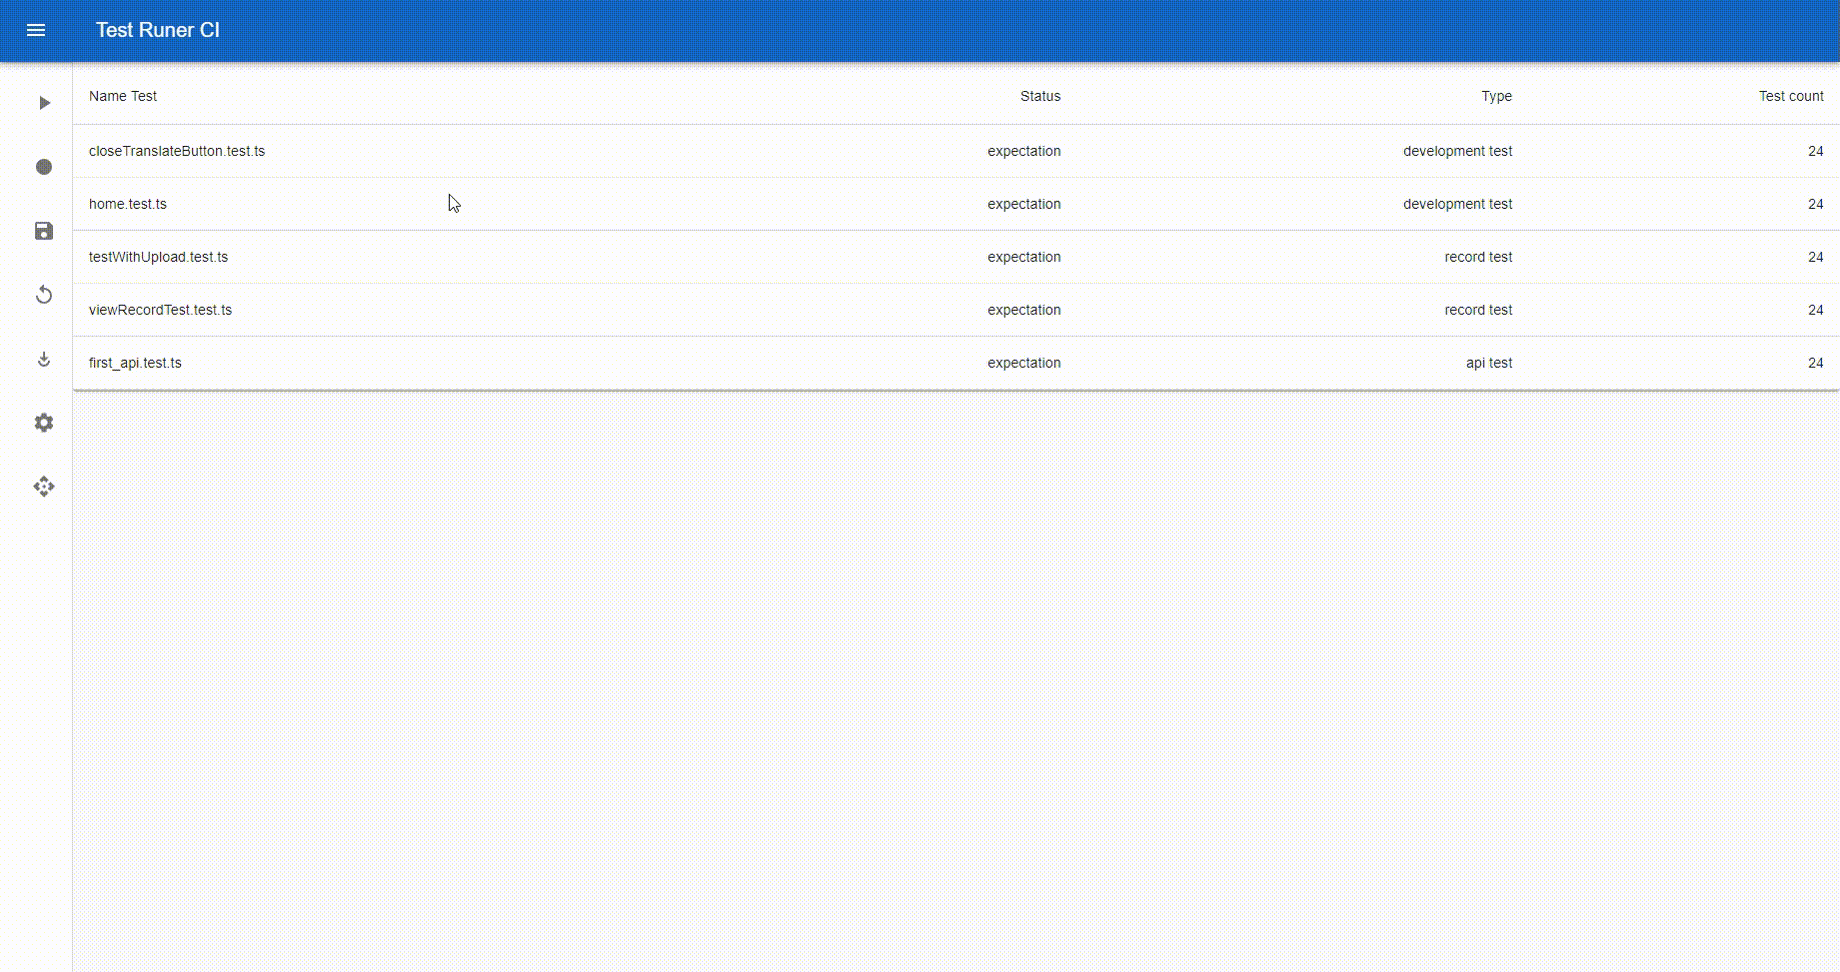 Test Runer CI
Name Test Status Type Test count
closeTranslateButton.test.ts expectation development test 24
home.test.ts expectation development test 24
testWithUpload.test.ts expectation record test 24
viewRecordTest.test.ts expectation record test 24
first_api.test.ts expectation api test 24